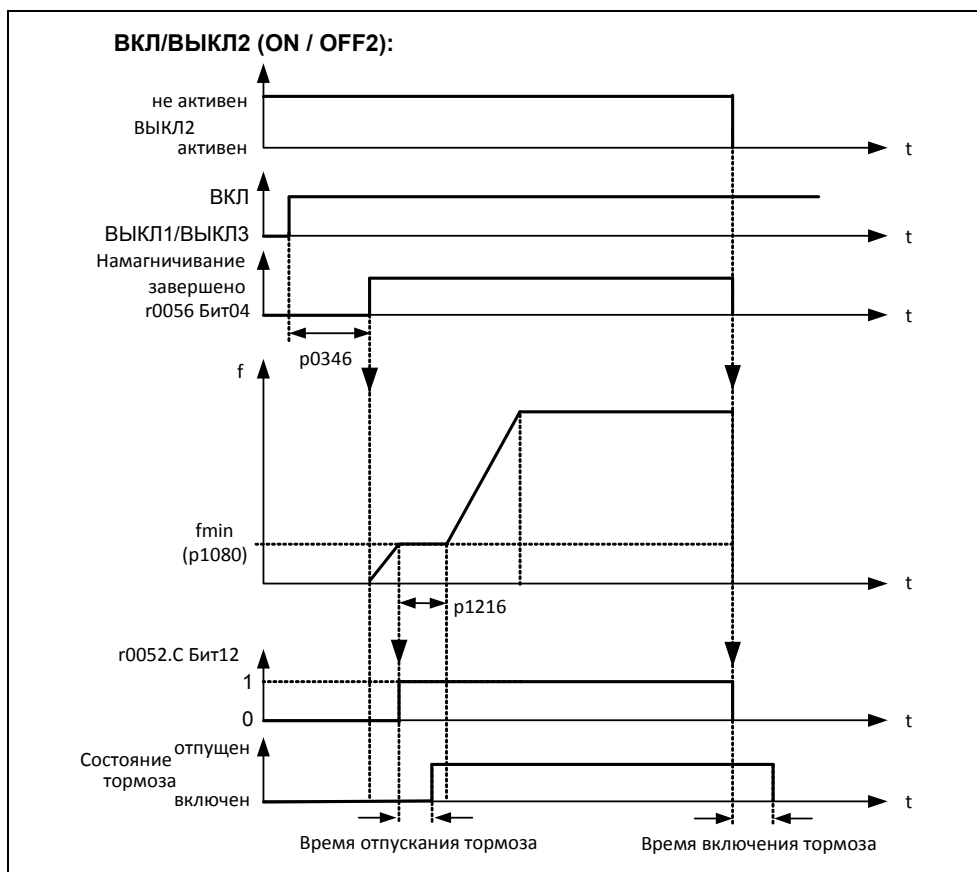 ВКЛ/ВЫКЛ2 (ON / OFF2):
не активен
ВЫКЛ2
активен
t
ВКЛ
ВЫКЛ1/ВЫКЛ3
t
Намагничивание
завершено
r0056 Бит04
t
p0346
f
fmin
(p1080)
t
p1216
r0052.C Бит12
1
0
t
отпущен
Состояние
тормоза
включен
t
Время отпускания тормоза
Время включения тормоза